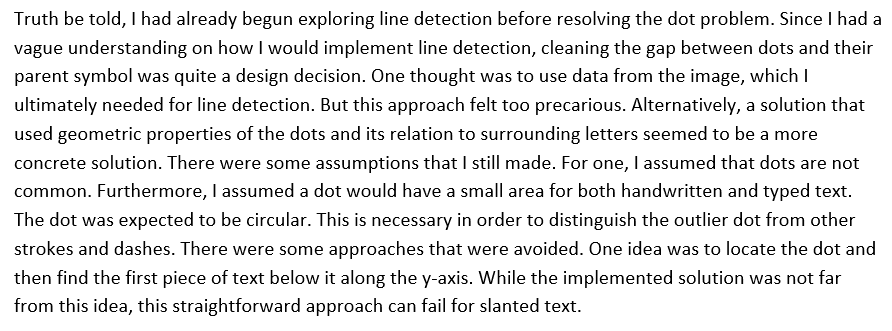 Truth be told, I had already begun exploring line detection before resolving the dot problem. Since I had a
vague understanding on how I would implement line detection, cleaning the gap between dots and their
parent symbol was quite a design decision. One thought was to use data from the image, which I
ultimately needed for line detection. But this approach felt too precarious. Alternatively, a solution that
used geometric properties of the dots and its relation to surrounding letters seemed to be a more
concrete solution. There were some assumptions that I still made. For one, I assumed that dots are not
common. Furthermore, I assumed a dot would have a small area for both handwritten and typed text.
The dot was expected to be circular. This is necessary in order to distinguish the outlier dot from other
strokes and dashes. There were some approaches that were avoided. One idea was to locate the dot and
then find the first piece of text below it along the y-axis. While the implemented solution was not far
from this idea, this straightforward approach can fail for slanted text.